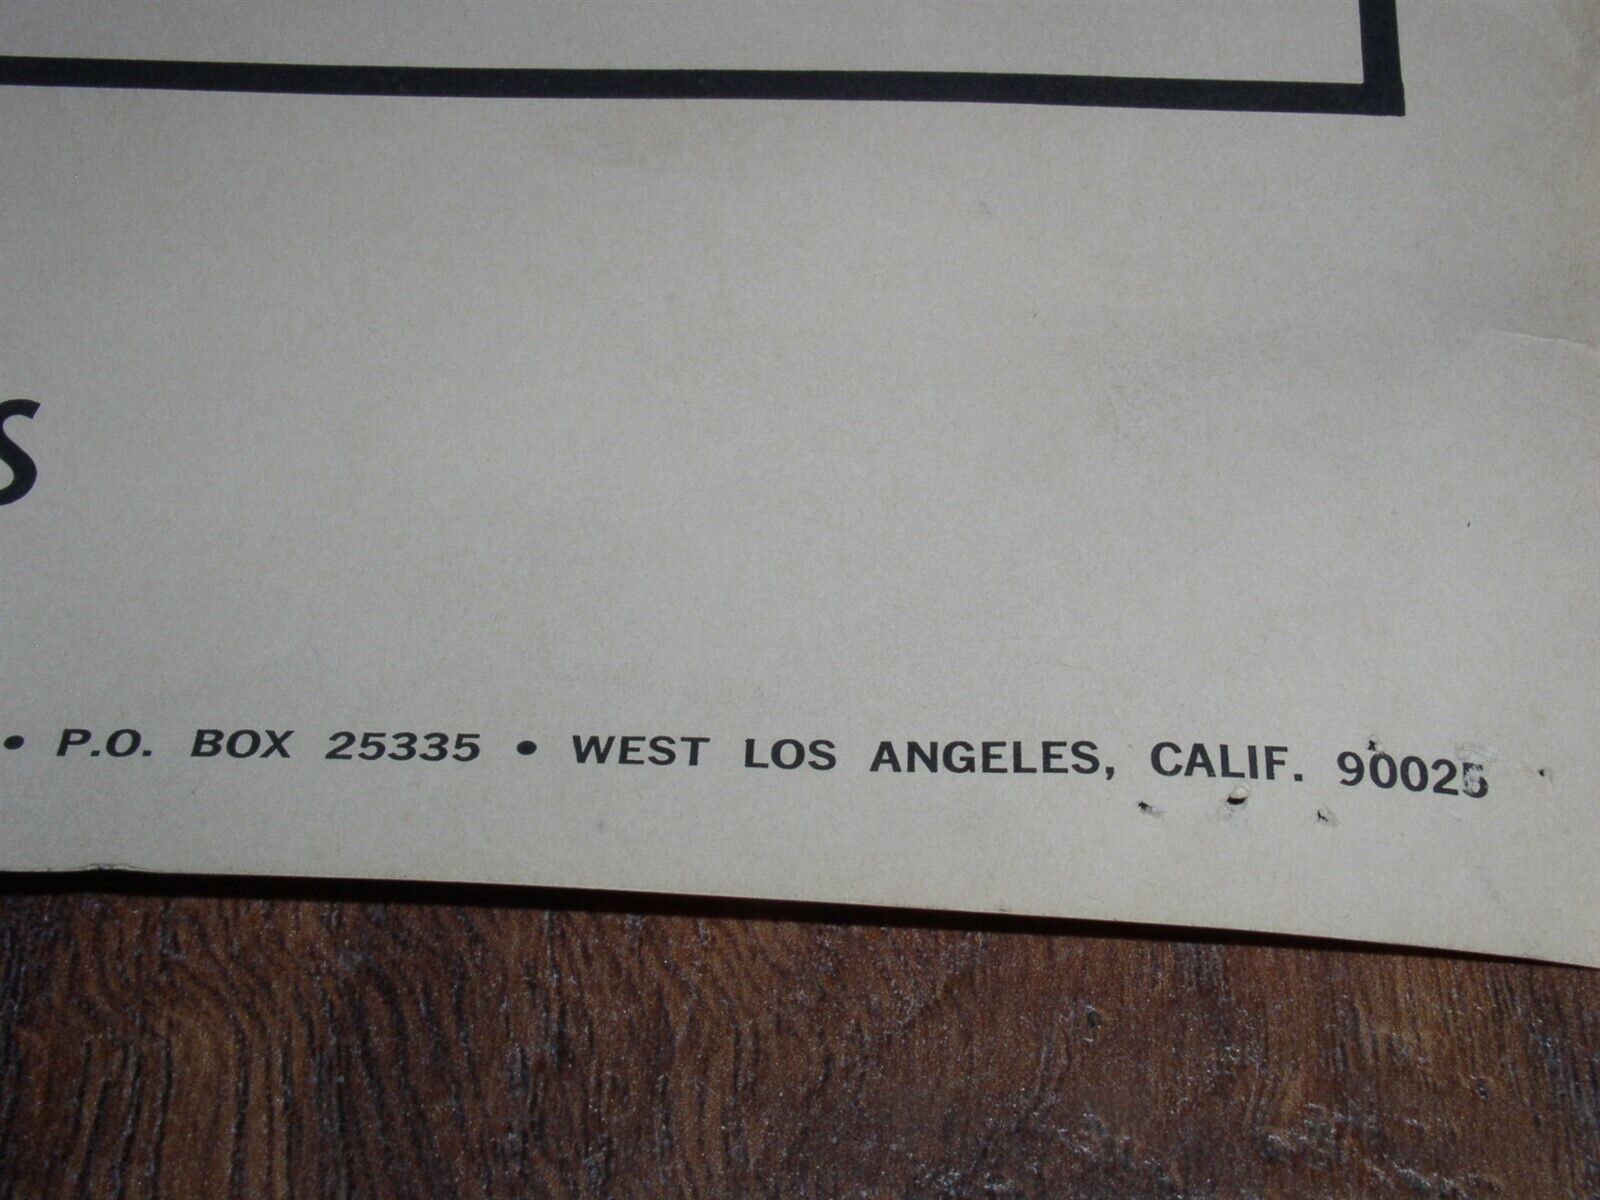 S
• P.O. BOX 25335 • WEST LOS ANGELES, CALIF. 90025